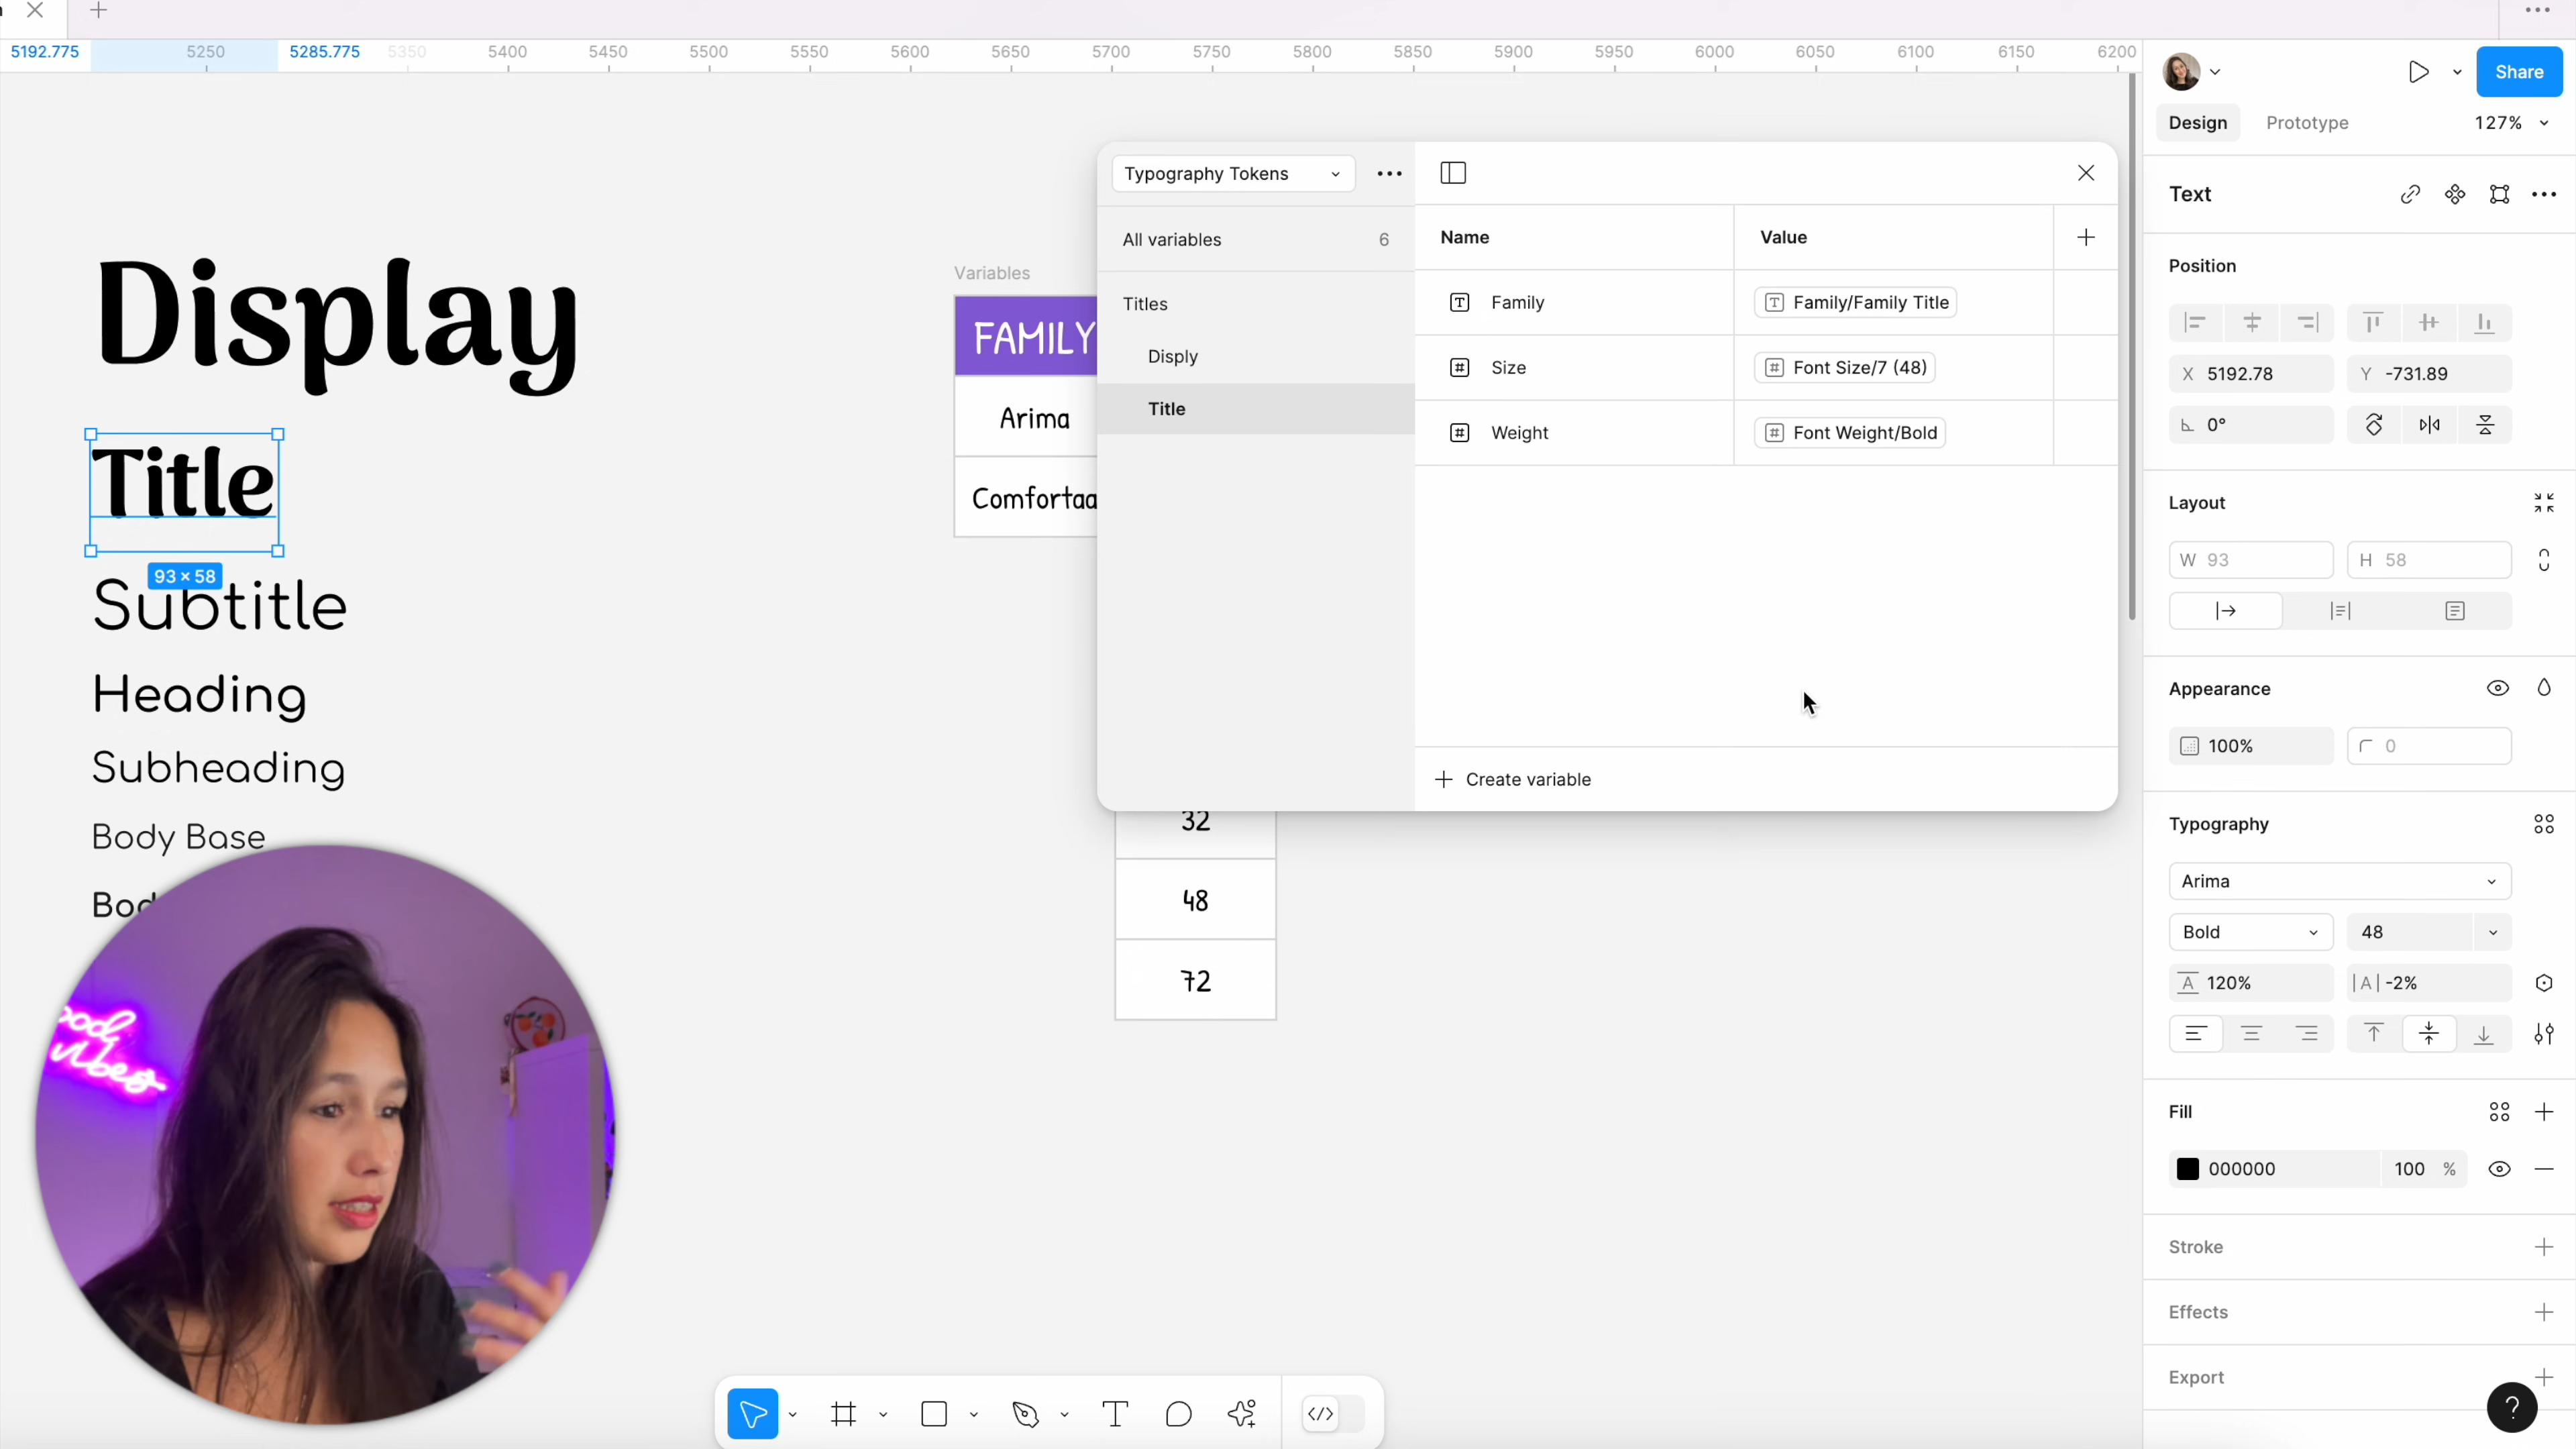 5192.775 5250 5285.775 5350 5400 5450 5500 5550 5600 5650 5700 5750 5800 5850 5900 5950 6000 6050 6100 6150 6200
Share
Design Prototype 127%
Display
Title
93 × 58
Subtitle
Heading
Subheading
Body Base
Bod
ood
vibes
Variables
FAMILY
Arima
Comfortaa
32
48
72
Typography Tokens
All variables 6
Titles
Disply
Title
Name Value
Family Family/Family Title
Size Font Size/7 (48)
Weight Font Weight/Bold
Create variable
Text
Position
X 5192.78 Y -731.89
0°
Layout
W 93 H 58
Appearance
100% 0
Typography
Arima
Bold 48
120% -2%
Fill
000000 100 %
Stroke
Effects
Export
?